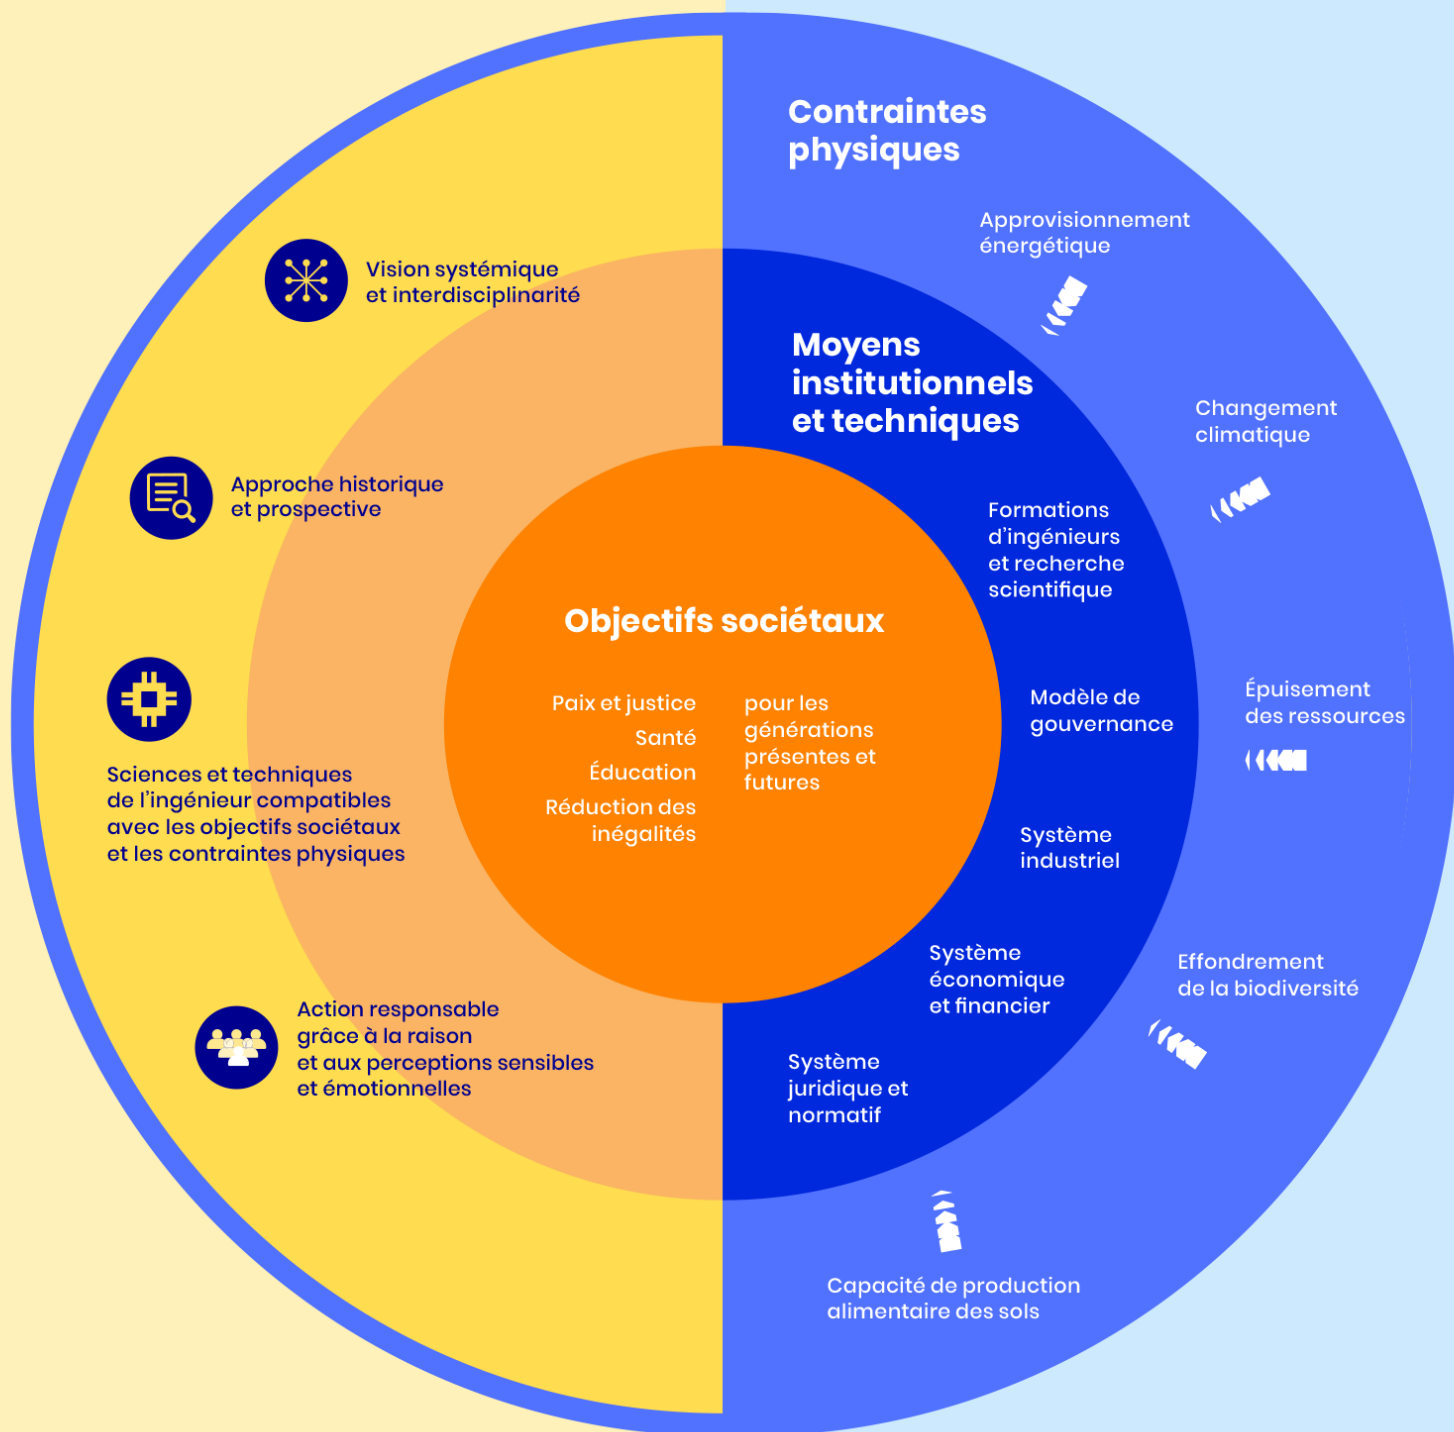 Contraintes
physiques
Approvisionnement
énergétique
Changement
climatique
Épuisement
des ressources
Effondrement
de la biodiversité
Capacité de production
alimentaire des sols
Moyens
institutionnels
et techniques
Formations
d’ingénieurs
et recherche
scientifique
Modèle de
gouvernance
Système
industriel
Système
économique
et financier
Système
juridique et
normatif
Objectifs sociétaux
Paix et justice
Santé
Éducation
Réduction des
inégalités
pour les
générations
présentes et
futures
Vision systémique
et interdisciplinarité
Approche historique
et prospective
Sciences et techniques
de l’ingénieur compatibles
avec les objectifs sociétaux
et les contraintes physiques
Action responsable
grâce à la raison
et aux perceptions sensibles
et émotionnelles